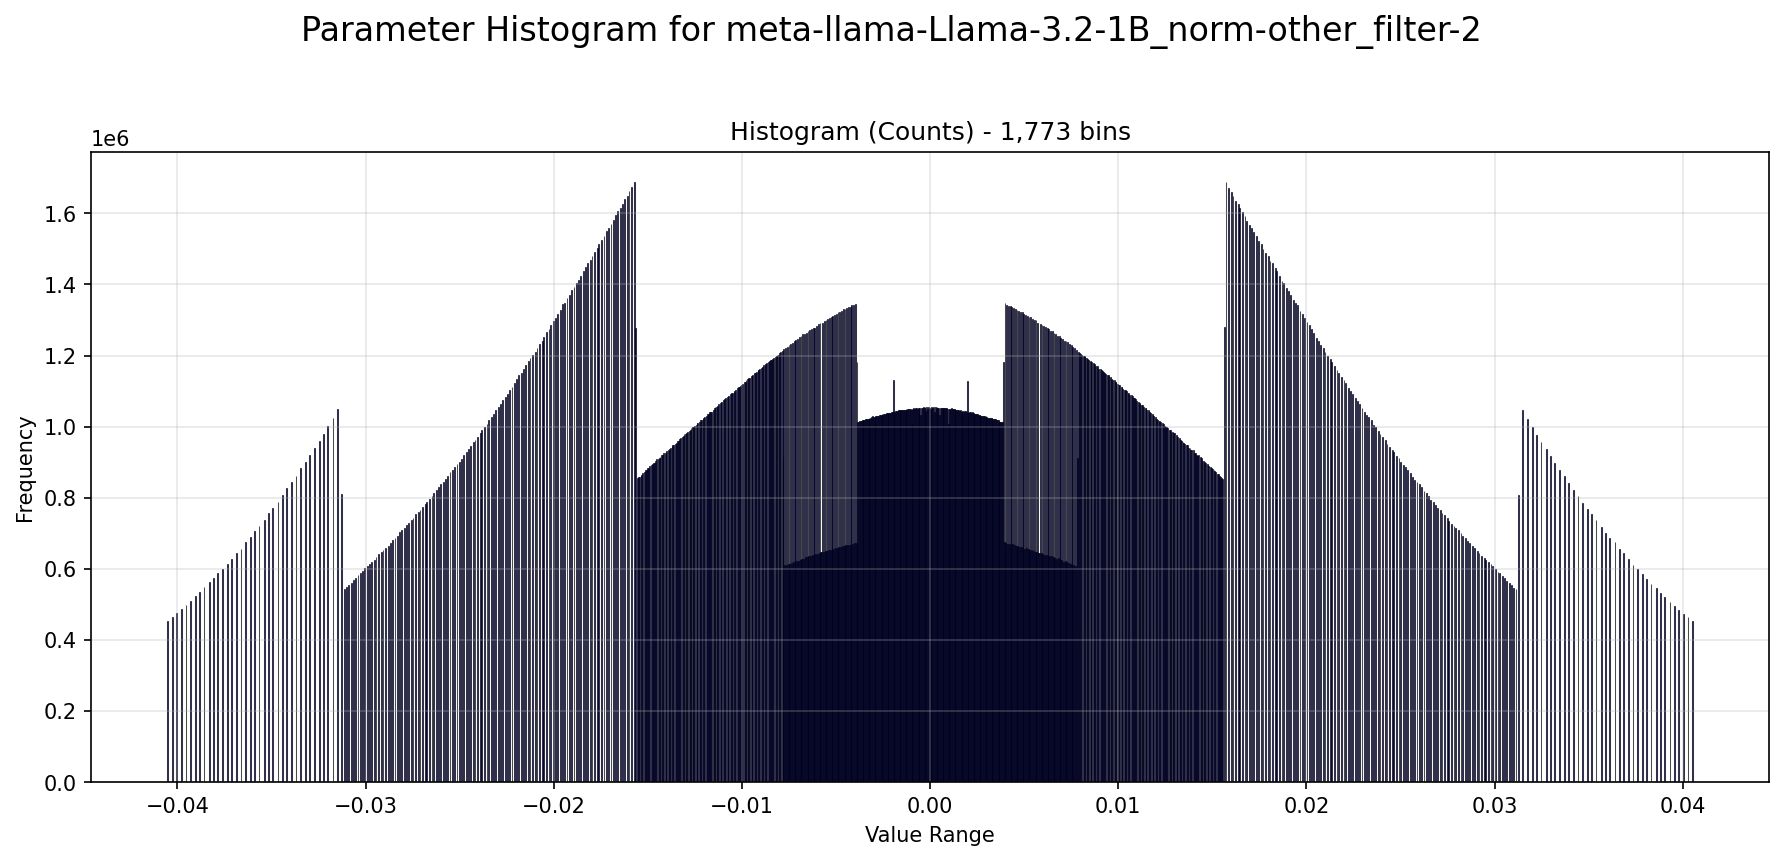 Parameter Histogram for meta-llama-Llama-3.2-1B_norm-other_filter-2
Histogram (Counts) - 1,773 bins
1e6
1.6
1.4
1.2
1.0
0.8
0.6
0.4
0.2
0.0
Frequency
−0.04 −0.03 −0.02 −0.01 0.00 0.01 0.02 0.03 0.04
Value Range